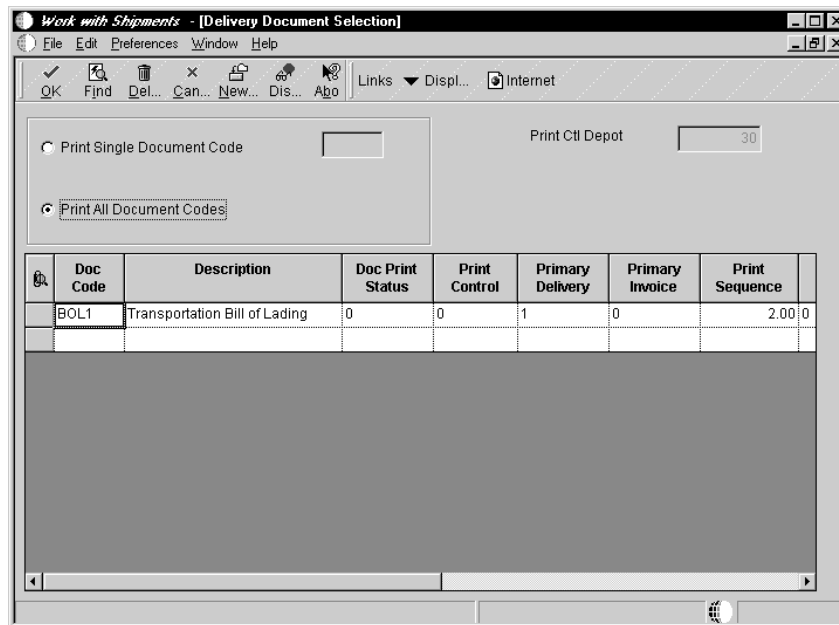 Work with Shipments - [Delivery Document Selection]
File Edit Preferences Window Help
OK Find Del... Can... New... Dis... Abo Links Displ... Internet
Print Single Document Code
Print Ctl Depot 30
Print All Document Codes
Doc Code Description Doc Print Status Print Control Primary Delivery Primary Invoice Print Sequence
BOL1 Transportation Bill of Lading 0 0 1 0 2.00 0